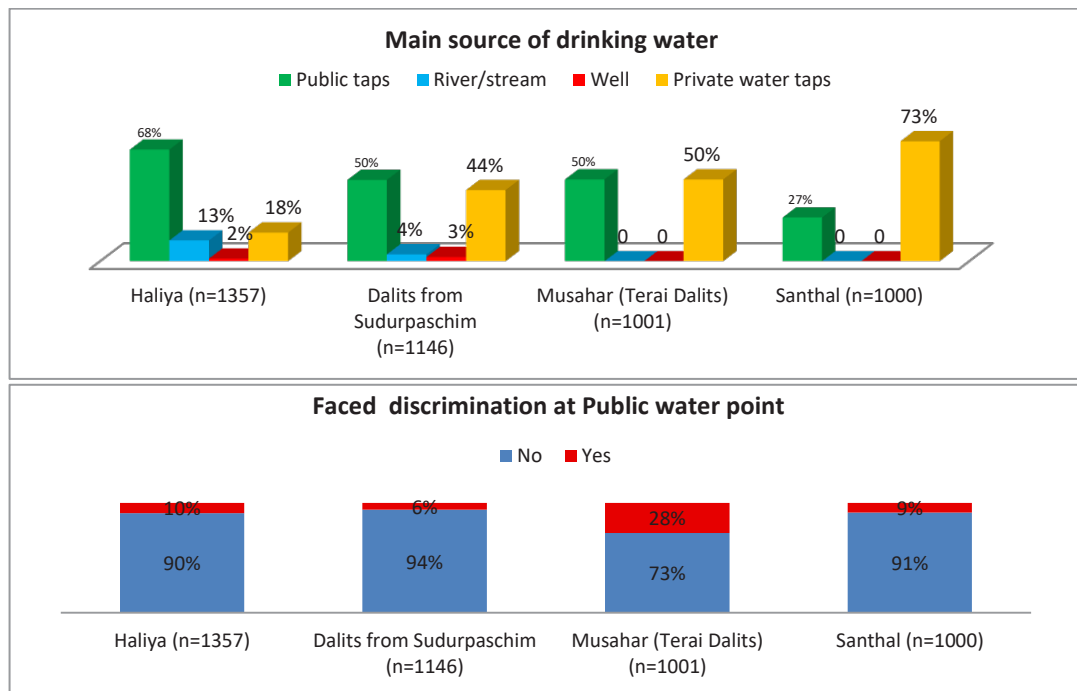 Main source of drinking water
Public taps River/stream Well Private water taps
68% 13% 2% 18%
50% 4% 3% 44%
50% 0 0 50%
27% 0 0 73%
Haliya (n=1357)
Dalits from
Sudurpaschim
(n=1146)
Musahar (Terai Dalits)
(n=1001)
Santhal (n=1000)
Faced discrimination at Public water point
No Yes
10% 6% 28% 9%
90% 94% 73% 91%
Haliya (n=1357)
Dalits from Sudurpaschim
(n=1146)
Musahar (Terai Dalits)
(n=1001)
Santhal (n=1000)